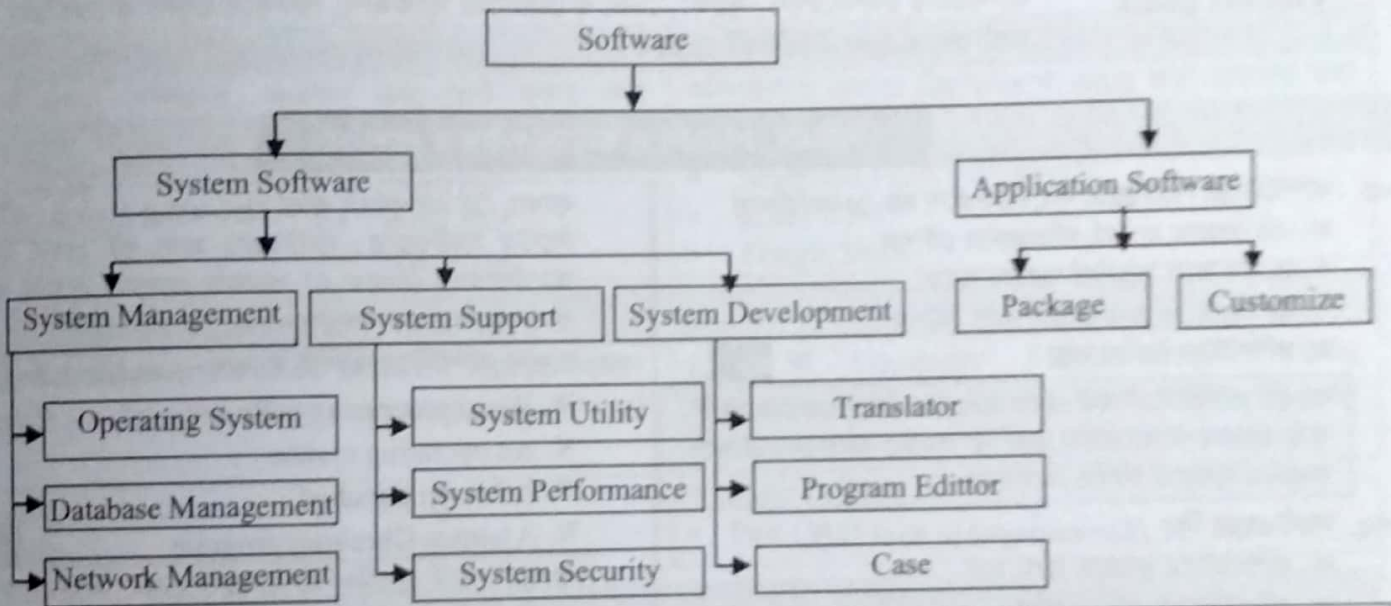 Software
System Software
Application Software
System Management
System Support
System Development
Package
Customize
Operating System
System Utility
Translator
Database Management
System Performance
Program Edittor
Network Management
System Security
Case